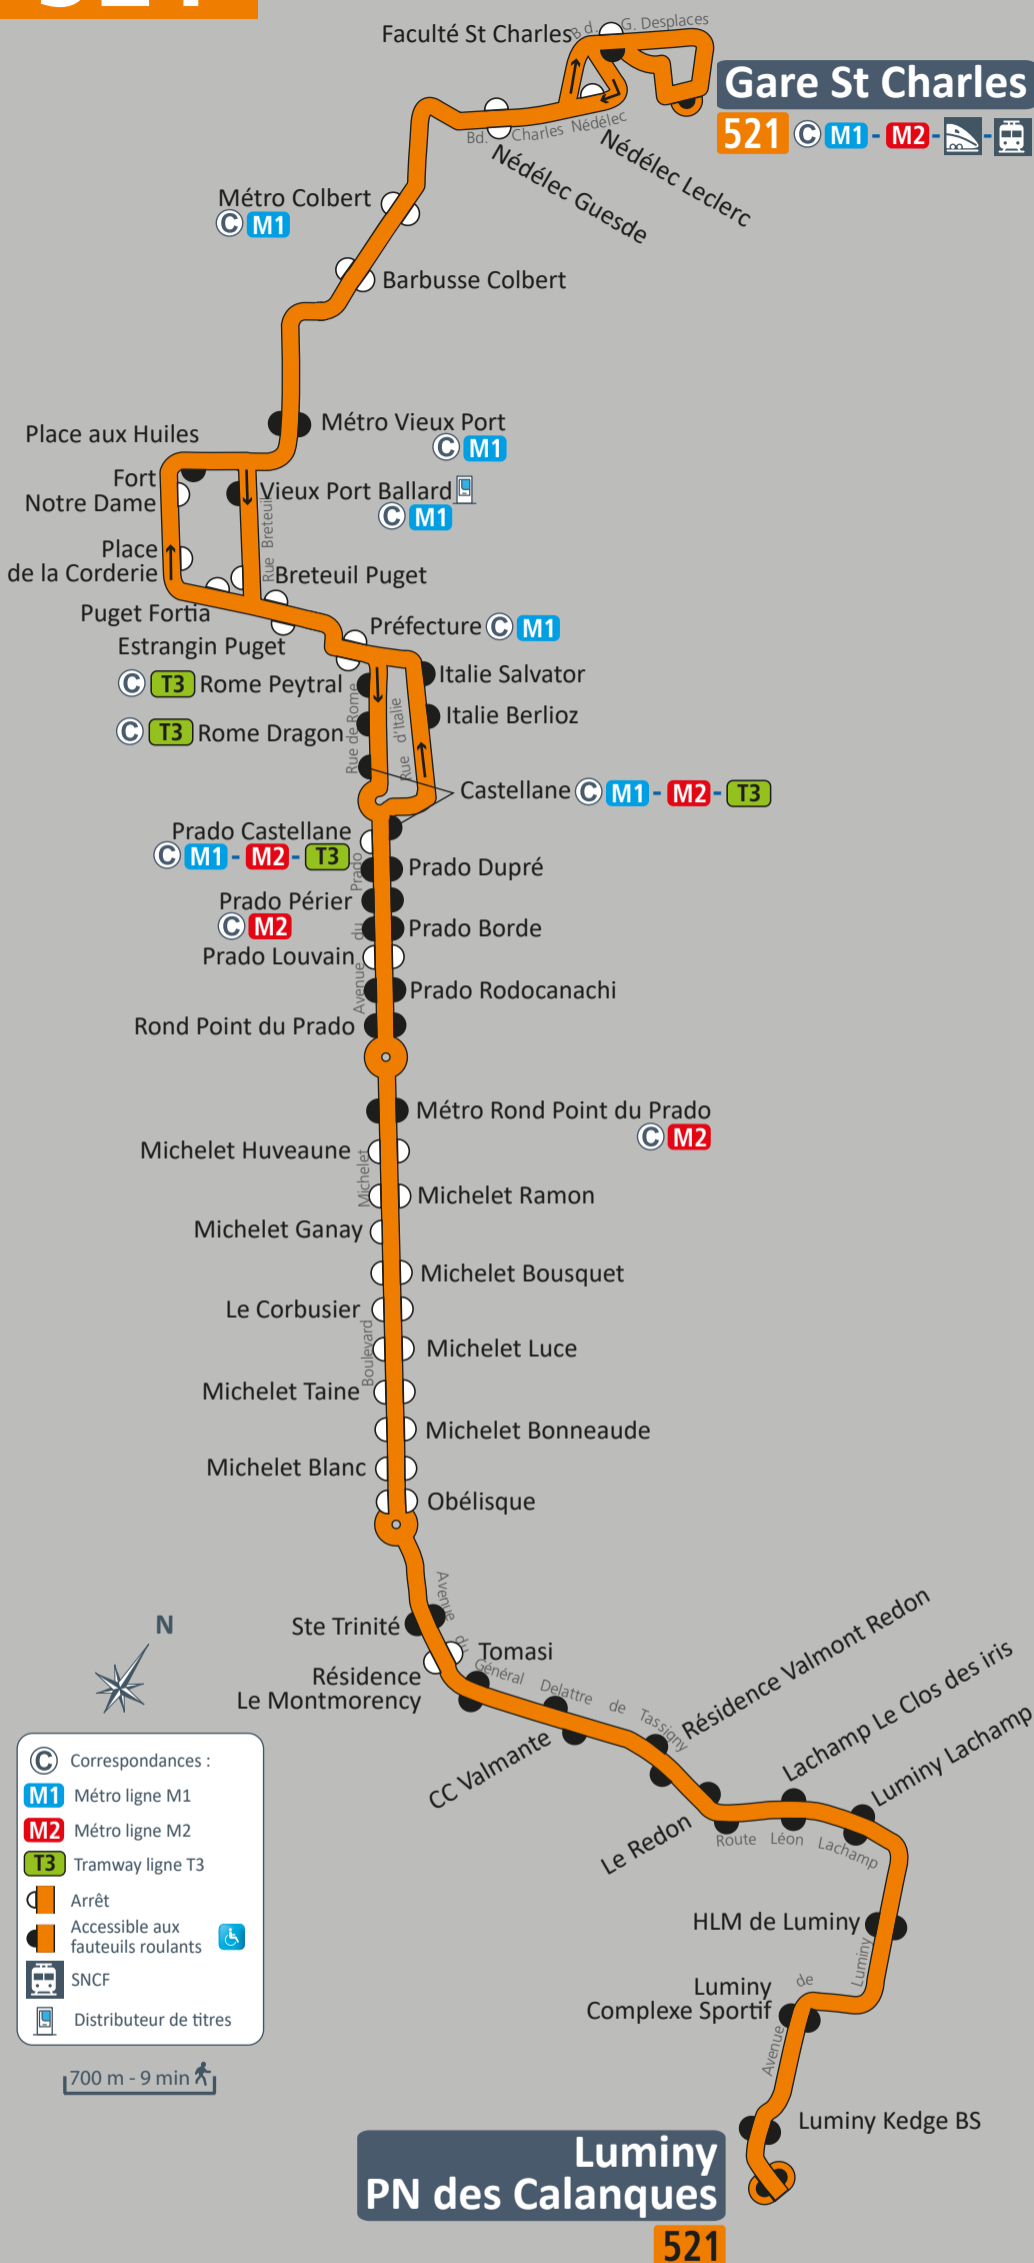 521
Faculté St Charles
Bd. G. Desplaces
Gare St Charles
521 C M1 - M2 -
Bd. Charles Nédélec
Nédélec Leclerc
Nédélec Guesde
Métro Colbert
C M1
Barbusse Colbert
Métro Vieux Port
C M1
Place aux Huiles
Fort
Notre Dame
Vieux Port Ballard
C M1
Rue Breteuil
Place
de la Corderie
Breteuil Puget
Puget Fortia
Estrangin Puget
Préfecture C M1
Italie Salvator
C T3 Rome Peytral
Italie Berlioz
C T3 Rome Dragon
Rue de Rome
Rue d'Italie
Castellane C M1 - M2 - T3
Prado Castellane
C M1 - M2 - T3
Prado Dupré
Prado Périer
C M2
Prado Borde
Prado Louvain
Avenue du Prado
Prado Rodocanachi
Rond Point du Prado
Métro Rond Point du Prado
C M2
Michelet Huveaune
Michelet Ramon
Michelet Ganay
Michelet Bousquet
Le Corbusier
Michelet Luce
Boulevard Michelet
Michelet Taine
Michelet Bonneaude
Michelet Blanc
Obélisque
Ste Trinité
Tomasi
Résidence
Le Montmorency
Avenue du Général Delattre de Tassigny
CC Valmante
Résidence Valmont Redon
Le Redon
Lachamp Le Clos des iris
Luminy Lachamp
Route Léon Lachamp
HLM de Luminy
Luminy
Complexe Sportif
Avenue de Luminy
Luminy Kedge BS
Luminy
PN des Calanques
521
N
C Correspondances :
M1 Métro ligne M1
M2 Métro ligne M2
T3 Tramway ligne T3
Arrêt
Accessible aux
fauteuils roulants
SNCF
Distributeur de titres
700 m - 9 min